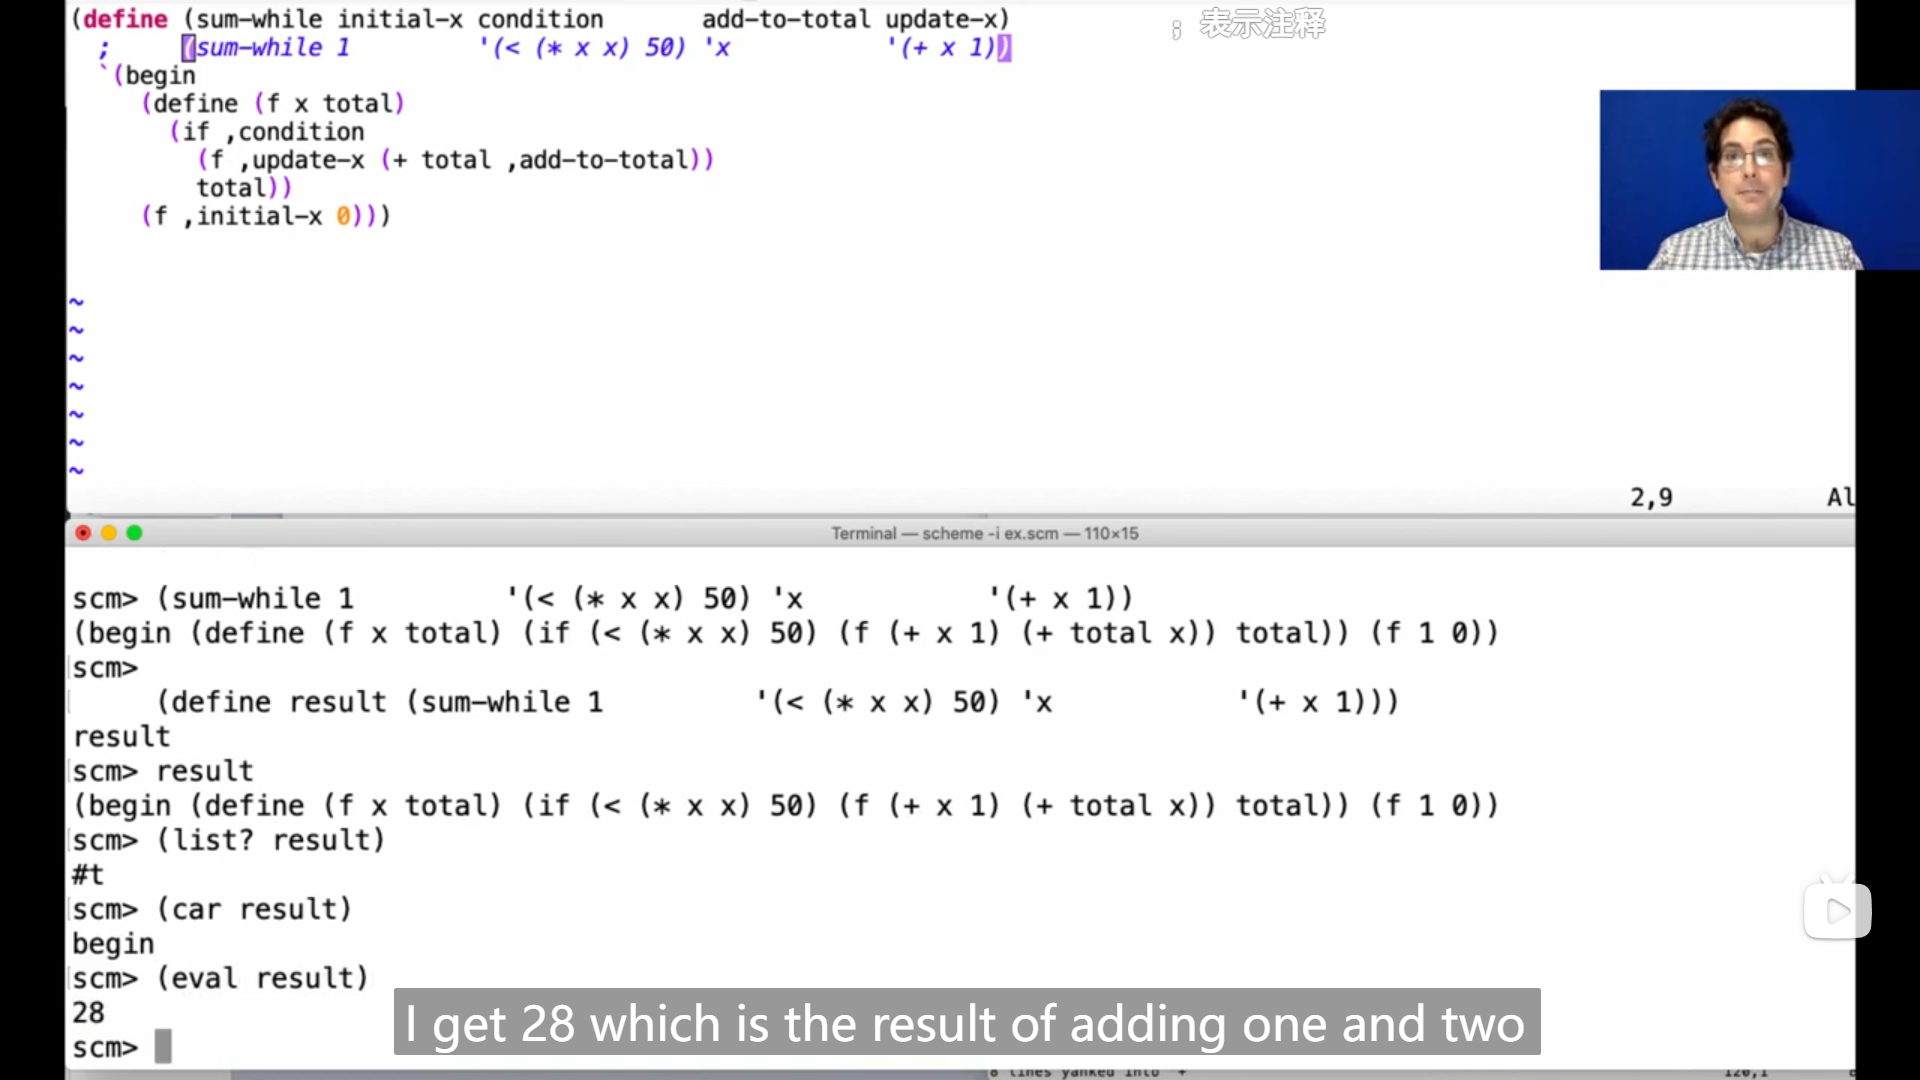 (define (sum-while initial-x condition       add-to-total update-x)
;     (sum-while 1         '(< (* x x) 50) 'x           '(+ x 1))
`(begin
(define (f x total)
(if ,condition
(f ,update-x (+ total ,add-to-total))
total))
(f ,initial-x 0)))
; 表示注释
~
~
~
~
~
~
~
2,9
Al
Terminal — scheme -i ex.scm — 110×15
scm> (sum-while 1         '(< (* x x) 50) 'x           '(+ x 1))
(begin (define (f x total) (if (< (* x x) 50) (f (+ x 1) (+ total x)) total)) (f 1 0))
scm>
(define result (sum-while 1         '(< (* x x) 50) 'x           '(+ x 1)))
result
scm> result
(begin (define (f x total) (if (< (* x x) 50) (f (+ x 1) (+ total x)) total)) (f 1 0))
scm> (list? result)
#t
scm> (car result)
begin
scm> (eval result)
28
scm>
I get 28 which is the result of adding one and two